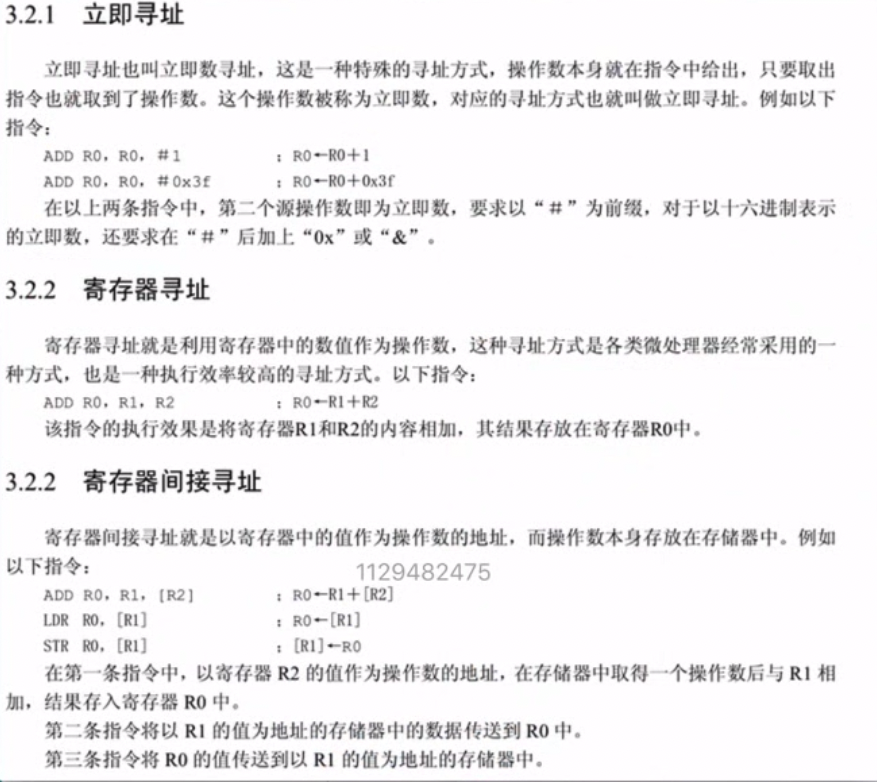 3.2.1 立即寻址
立即寻址也叫立即数寻址，这是一种特殊的寻址方式，操作数本身就在指令中给出，只要取出
指令也就取到了操作数。这个操作数被称为立即数，对应的寻址方式也就叫做立即寻址。例如以下
指令：
ADD R0，R0，＃1 ；R0←R0＋1
ADD R0，R0，＃0x3f ；R0←R0＋0x3f
在以上两条指令中，第二个源操作数即为立即数，要求以“＃”为前缀，对于以十六进制表示
的立即数，还要求在“＃”后加上“0x”或“&”。
3.2.2 寄存器寻址
寄存器寻址就是利用寄存器中的数值作为操作数，这种寻址方式是各类微处理器经常采用的一
种方式，也是一种执行效率较高的寻址方式。以下指令：
ADD R0，R1，R2 ；R0←R1＋R2
该指令的执行效果是将寄存器R1和R2的内容相加，其结果存放在寄存器R0中。
3.2.2 寄存器间接寻址
寄存器间接寻址就是以寄存器中的值作为操作数的地址，而操作数本身存放在存储器中。例如
以下指令：
1129482475
ADD R0，R1，[R2] ；R0←R1＋[R2]
LDR R0，[R1] ；R0←[R1]
STR R0，[R1] ；[R1]←R0
在第一条指令中，以寄存器 R2 的值作为操作数的地址，在存储器中取得一个操作数后与 R1 相
加，结果存入寄存器 R0 中。
第二条指令将以 R1 的值为地址的存储器中的数据传送到 R0 中。
第三条指令将 R0 的值传送到以 R1 的值为地址的存储器中。